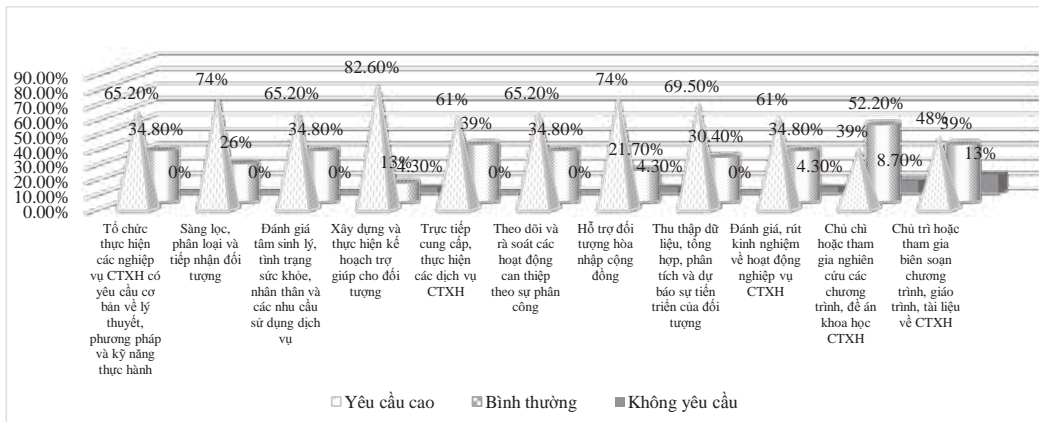 90.00%
80.00%
70.00%
60.00%
50.00%
40.00%
30.00%
20.00%
10.00%
0.00%
65.20%
34.80%
0%
74%
26%
0%
65.20%
34.80%
0%
82.60%
13%
4.30%
61%
39%
0%
65.20%
34.80%
0%
74%
21.70%
4.30%
69.50%
30.40%
0%
61%
34.80%
4.30%
39%
52.20%
8.70%
48%
39%
13%
Tổ chức
thực hiện
các nghiệp
vụ CTXH có
yêu cầu cơ
bản về lý
thuyết,
phương pháp
và kỹ năng
thực hành
Sàng lọc,
phân loại và
tiếp nhận đối
tượng
Đánh giá
tâm sinh lý,
tình trạng
sức khỏe,
nhân thân và
các nhu cầu
sử dụng dịch
vụ
Xây dựng và
thực hiện kế
hoạch trợ
giúp cho đối
tượng
Trực tiếp
cung cấp,
thực hiện
các dịch vụ
CTXH
Theo dõi và
rà soát các
hoạt động
can thiệp
theo sự phân
công
Hỗ trợ đối
tượng hòa
nhập cộng
đồng
Thu thập dữ
liệu, tổng
hợp, phân
tích và dự
báo sự tiến
triển của đối
tượng
Đánh giá, rút
kinh nghiệm
về hoạt động
nghiệp vụ
CTXH
Chủ chì
hoặc tham
gia nghiên
cứu các
chương
trình, đề án
khoa học
CTXH
Chủ trì hoặc
tham gia
biên soạn
chương
trình, giáo
trình, tài liệu
về CTXH
Yêu cầu cao
Bình thường
Không yêu cầu